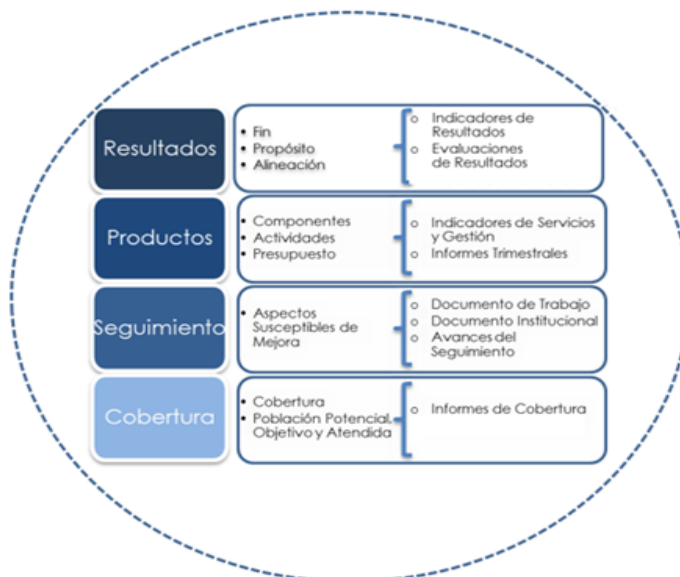 Resultados
• Fin
• Propósito
• Alineación
○ Indicadores de
Resultados
○ Evaluaciones
de Resultados
Productos
• Componentes
• Actividades
• Presupuesto
○ Indicadores de Servicios
y Gestión
○ Informes Trimestrales
Seguimiento
• Aspectos
Susceptibles de
Mejora
○ Documento de Trabajo
○ Documento Institucional
○ Avances del
Seguimiento
Cobertura
• Cobertura
• Población Potencial,
Objetivo y Atendida
○ Informes de Cobertura